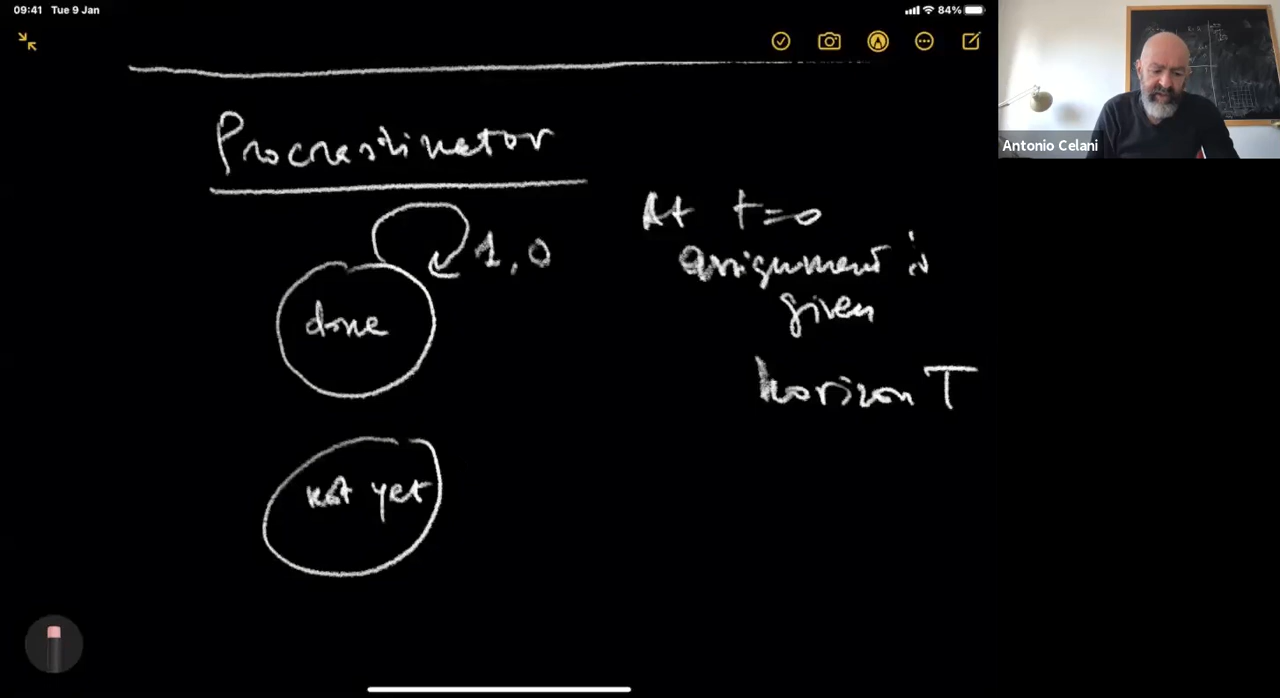 09:41 Tue 9 Jan
84%
Antonio Celani
Procrastinator
1, 0
done
not yet
At t=0
assignment is
given
horizon T